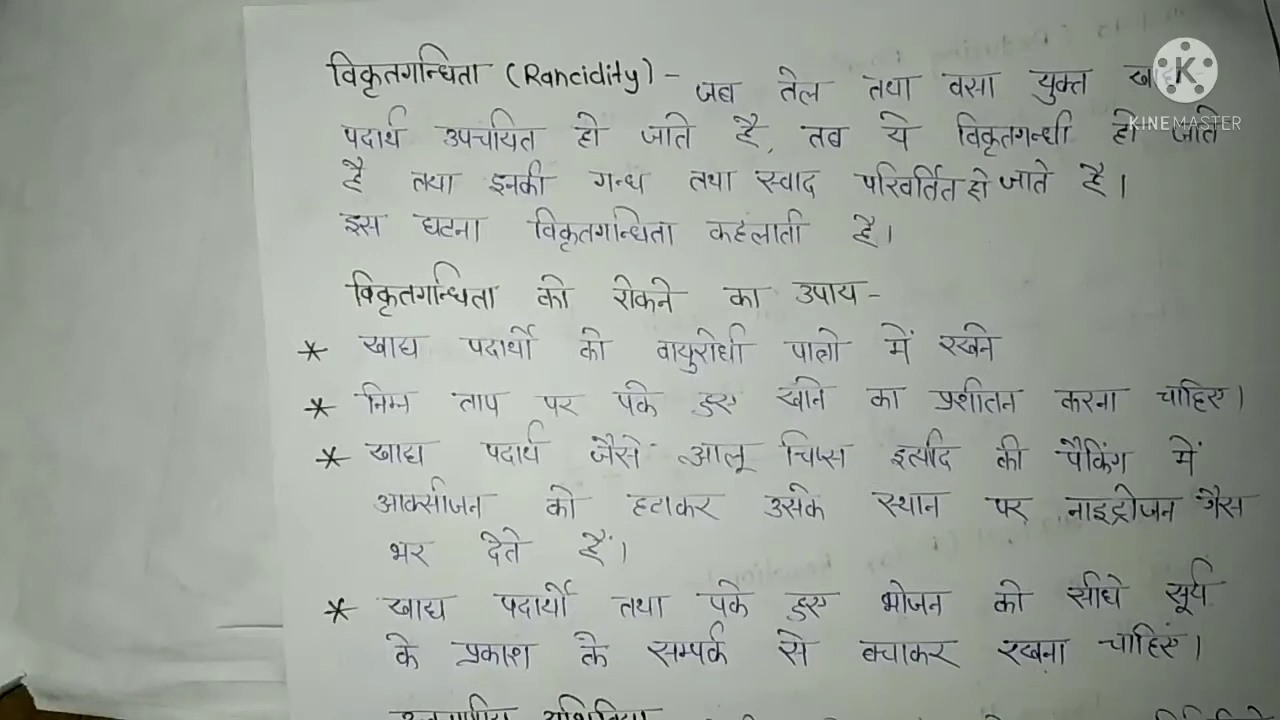 विकृतगन्धिता (Rancidity) - जब तेल तथा वसा युक्त
पदार्थ उपचयित हो जाते है, तब ये विकृतगन्धी हो जाते
है तथा इनकी गन्ध तथा स्वाद परिवर्तित हो जाते है।
इस घटना विकृतगन्धिता कहलाती है।
विकृतगन्धिता को रोकने का उपाय -
* खाद्य पदार्थो को वायुरोधी पात्रो में रखने
* निम्न ताप पर पके हुए खाने का प्रशीतन करना चाहिए।
* खाद्य पदार्थ जैसे आलू चिप्स इत्यादि की पैकिंग में
आक्सीजन को हटाकर उसके स्थान पर नाइट्रोजन गैस
भर देते हैं।
* खाद्य पदार्थो तथा पके हुए भोजन को सीधे सूर्य
के प्रकाश के सम्पर्क से बचाकर रखना चाहिए।
KINEMASTER